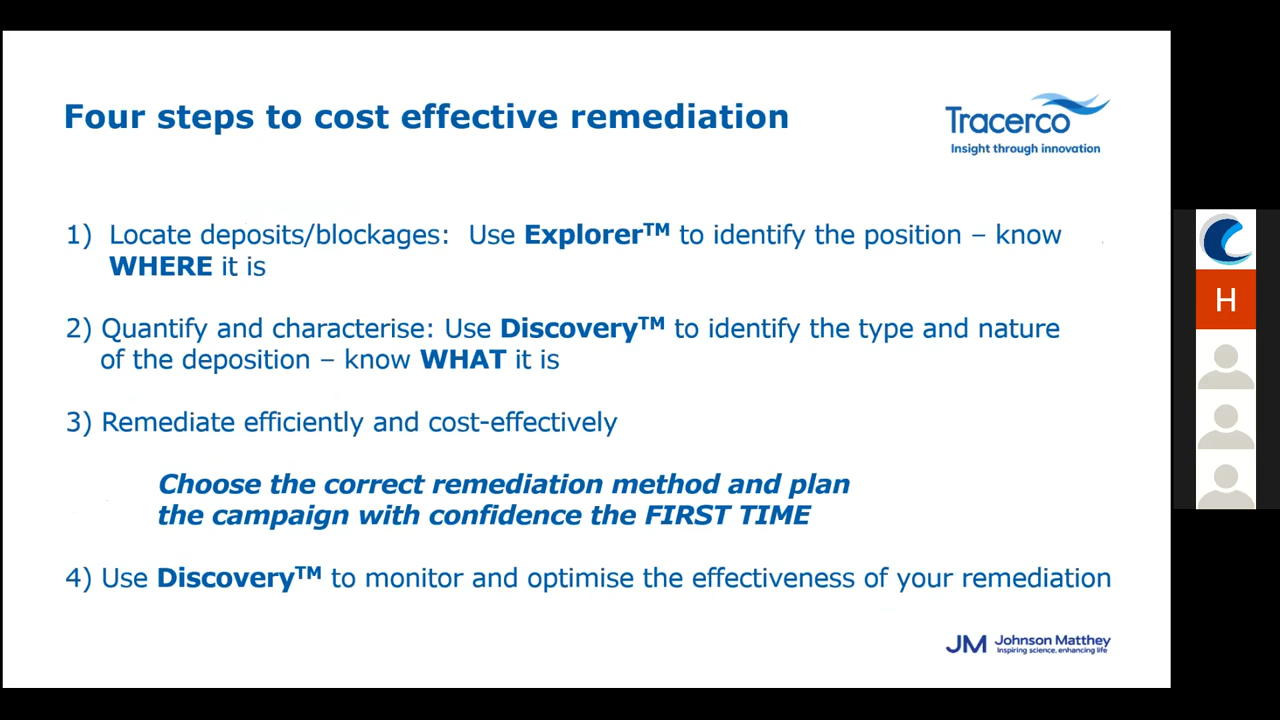 Four steps to cost effective remediation
Tracerco
Insight through innovation
1) Locate deposits/blockages: Use Explorer™ to identify the position – know
WHERE it is
2) Quantify and characterise: Use Discovery™ to identify the type and nature
of the deposition – know WHAT it is
3) Remediate efficiently and cost-effectively
Choose the correct remediation method and plan
the campaign with confidence the FIRST TIME
4) Use Discovery™ to monitor and optimise the effectiveness of your remediation
JM Johnson Matthey
Inspiring science, enhancing life
H